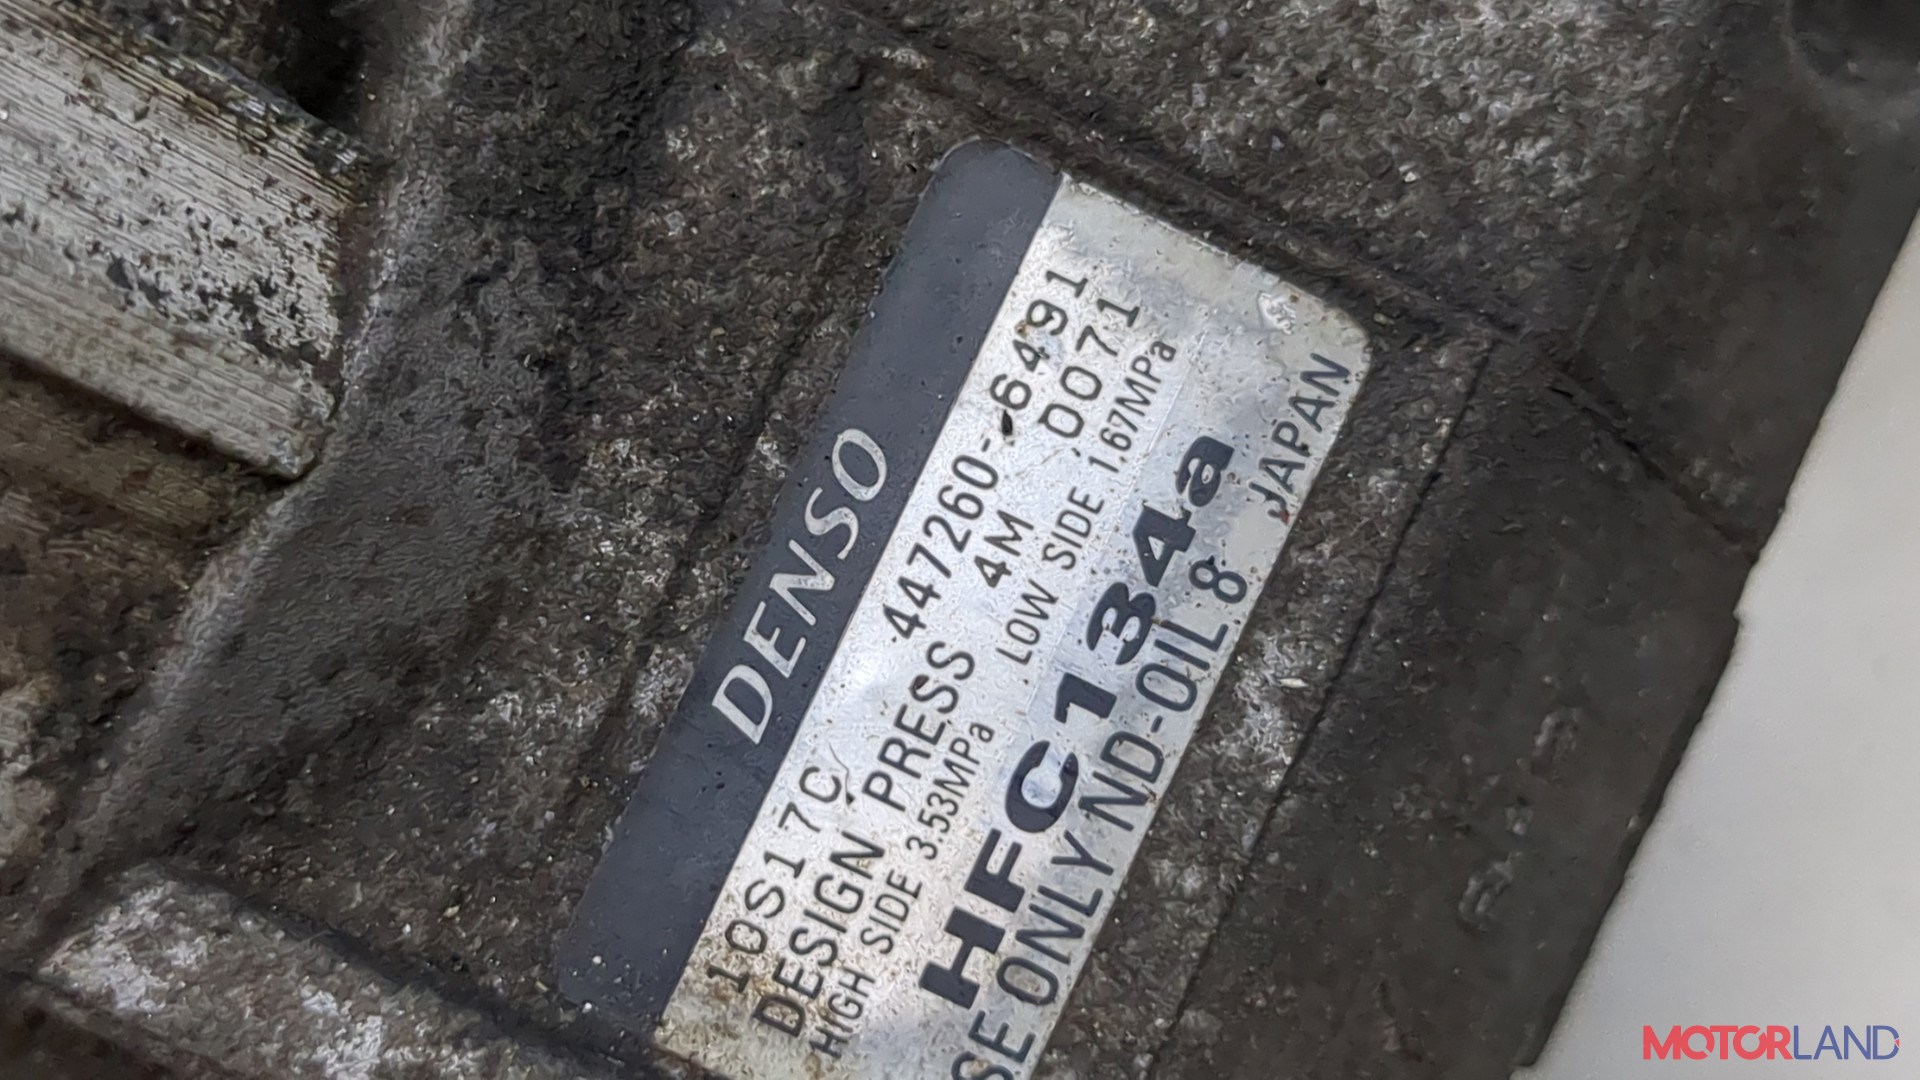 DENSO
10S17C 447260-6491
DESIGN PRESS 4M 0071
HIGH SIDE 3.53MPa LOW SIDE 1.67MPa
HFC134a
SE ONLY ND-OIL 8 JAPAN
MOTORLAND